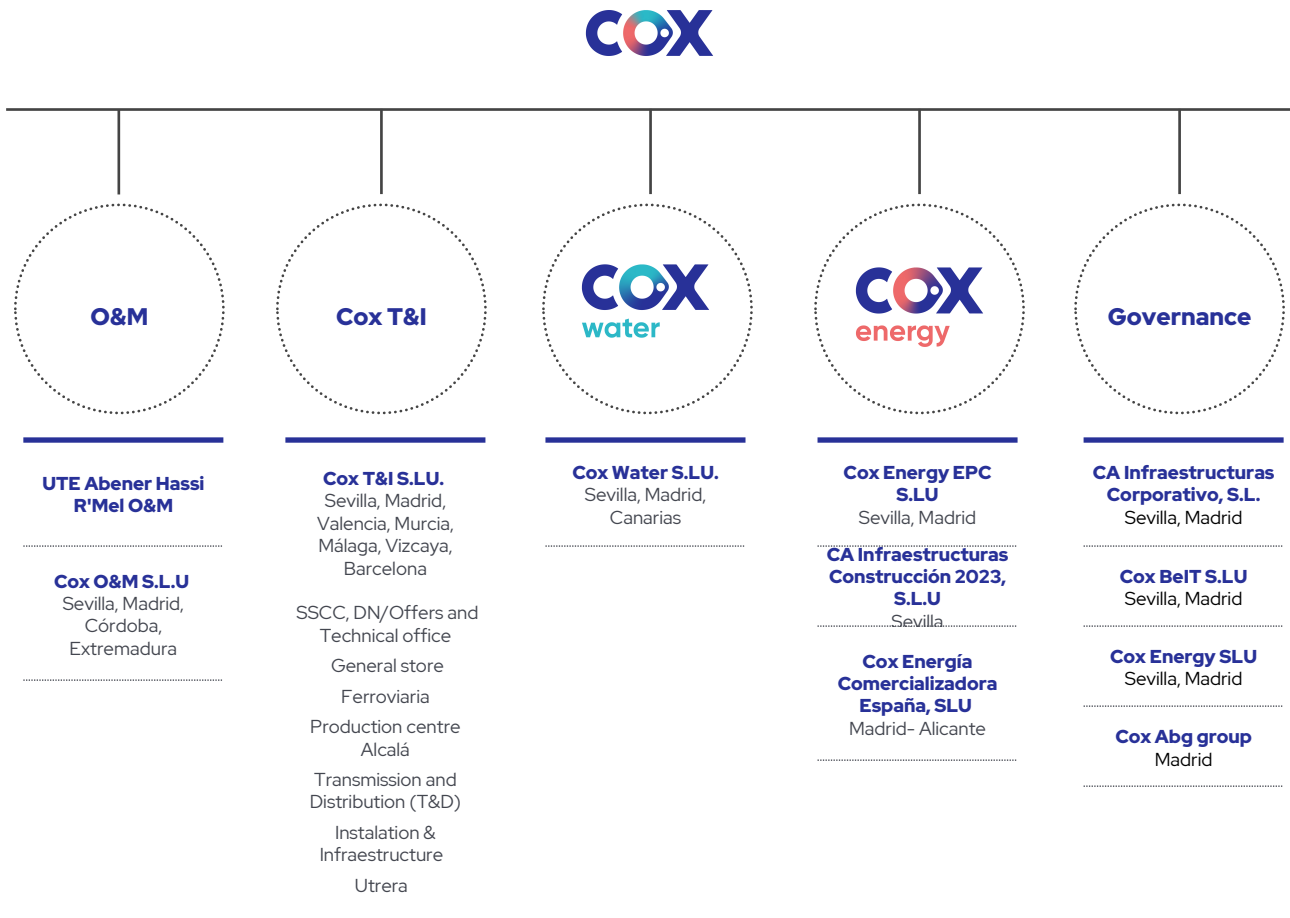 COX
O&M
UTE Abener Hassi
R'Mel O&M
Cox O&M S.L.U
Sevilla, Madrid,
Córdoba,
Extremadura
Cox T&I
Cox T&I S.LU.
Sevilla, Madrid,
Valencia, Murcia,
Málaga, Vizcaya,
Barcelona
SSCC, DN/Offers and
Technical office
General store
Ferroviaria
Production centre
Alcalá
Transmission and
Distribution (T&D)
Instalation &
Infraestructure
Utrera
COX
water
Cox Water S.LU.
Sevilla, Madrid,
Canarias
COX
energy
Cox Energy EPC
S.LU
Sevilla, Madrid
CA Infraestructuras
Construcción 2023,
S.L.U
Sevilla
Cox Energía
Comercializadora
España, SLU
Madrid- Alicante
Governance
CA Infraestructuras
Corporativo, S.L.
Sevilla, Madrid
Cox BeIT S.LU
Sevilla, Madrid
Cox Energy SLU
Sevilla, Madrid
Cox Abg group
Madrid